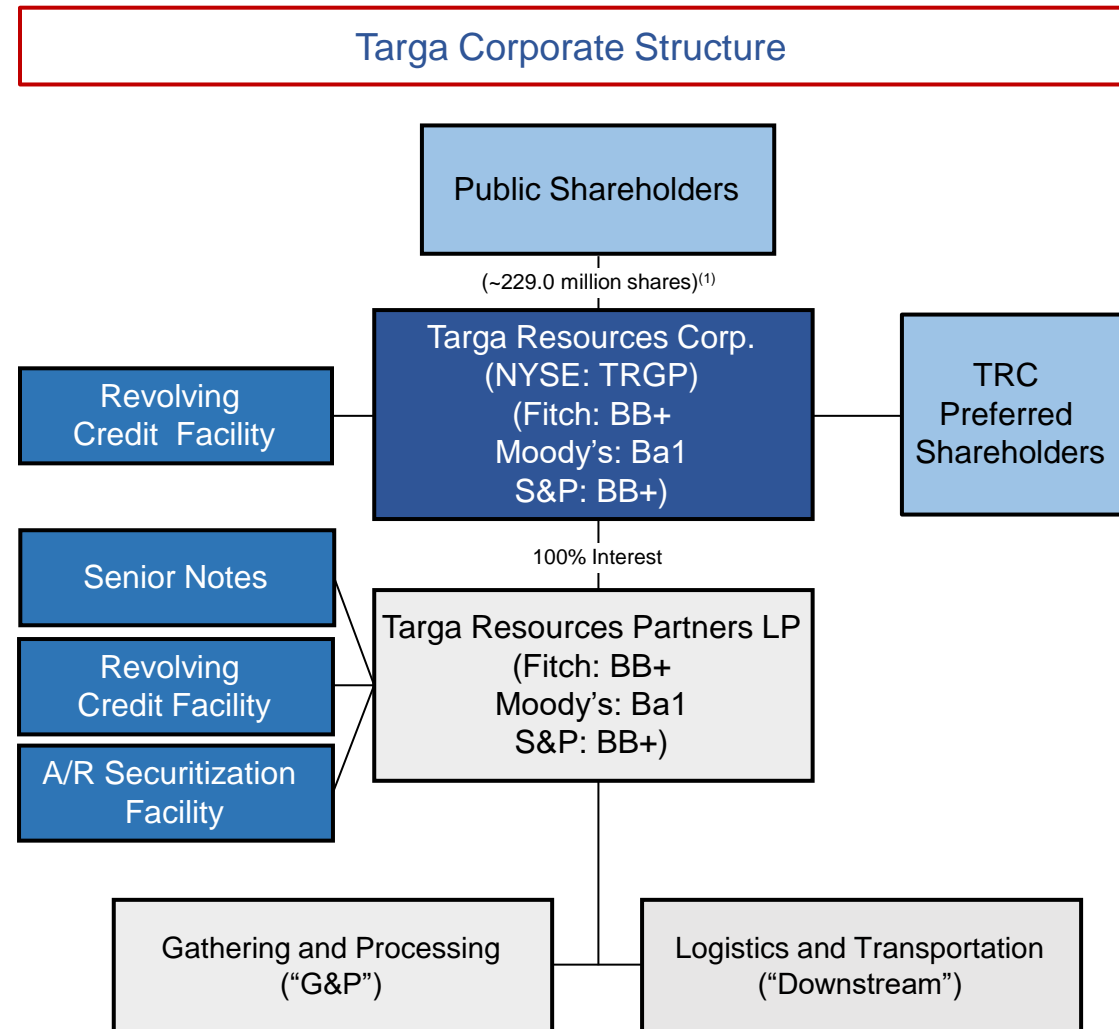 Targa Corporate Structure
Public Shareholders
(~229.0 million shares)(1)
Targa Resources Corp.
(NYSE: TRGP)
(Fitch: BB+
Moody’s: Ba1
S&P: BB+)
Revolving
Credit Facility
TRC
Preferred
Shareholders
100% Interest
Senior Notes
Revolving
Credit Facility
A/R Securitization
Facility
Targa Resources Partners LP
(Fitch: BB+
Moody’s: Ba1
S&P: BB+)
Gathering and Processing
(“G&P”)
Logistics and Transportation
(“Downstream”)